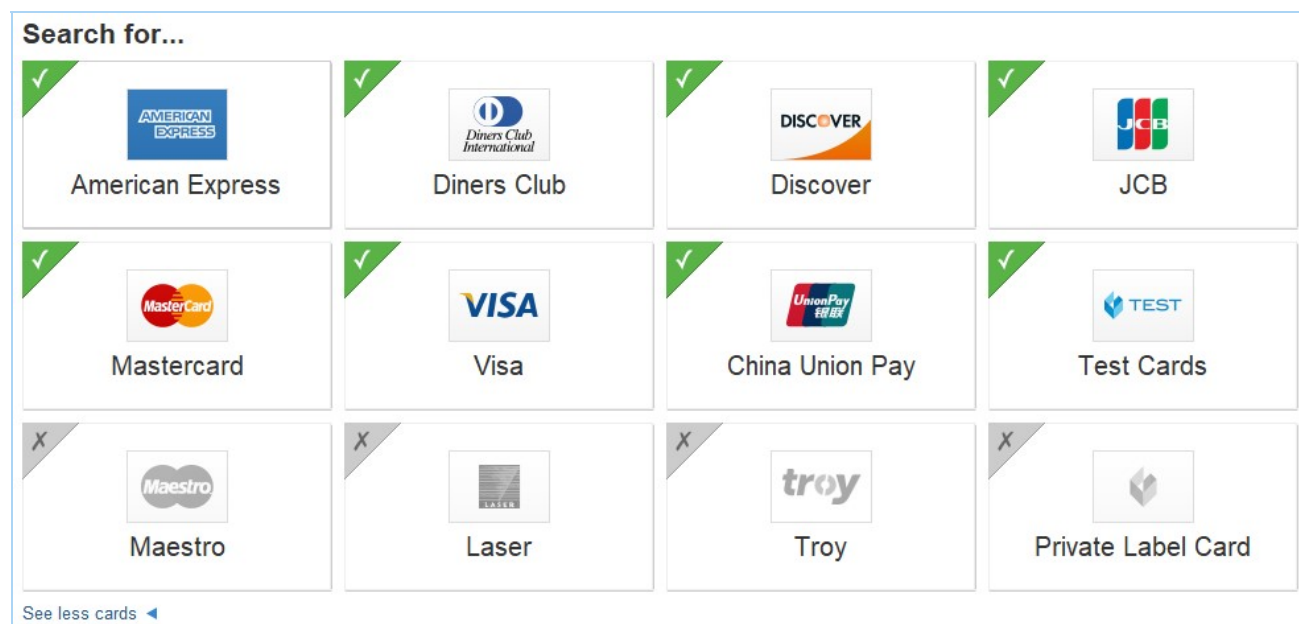 Search for...
✓ ✓ ✓ ✓
AMERICAN EXPRESS
American Express
Diners Club International
Diners Club
DISCOVER
Discover
JCB
JCB
✓ ✓ ✓ ✓
MasterCard
Mastercard
VISA
Visa
UnionPay
银联
China Union Pay
TEST
Test Cards
✗ ✗ ✗ ✗
Maestro
Maestro
LASER
Laser
troy
Troy
Private Label Card
See less cards ◄